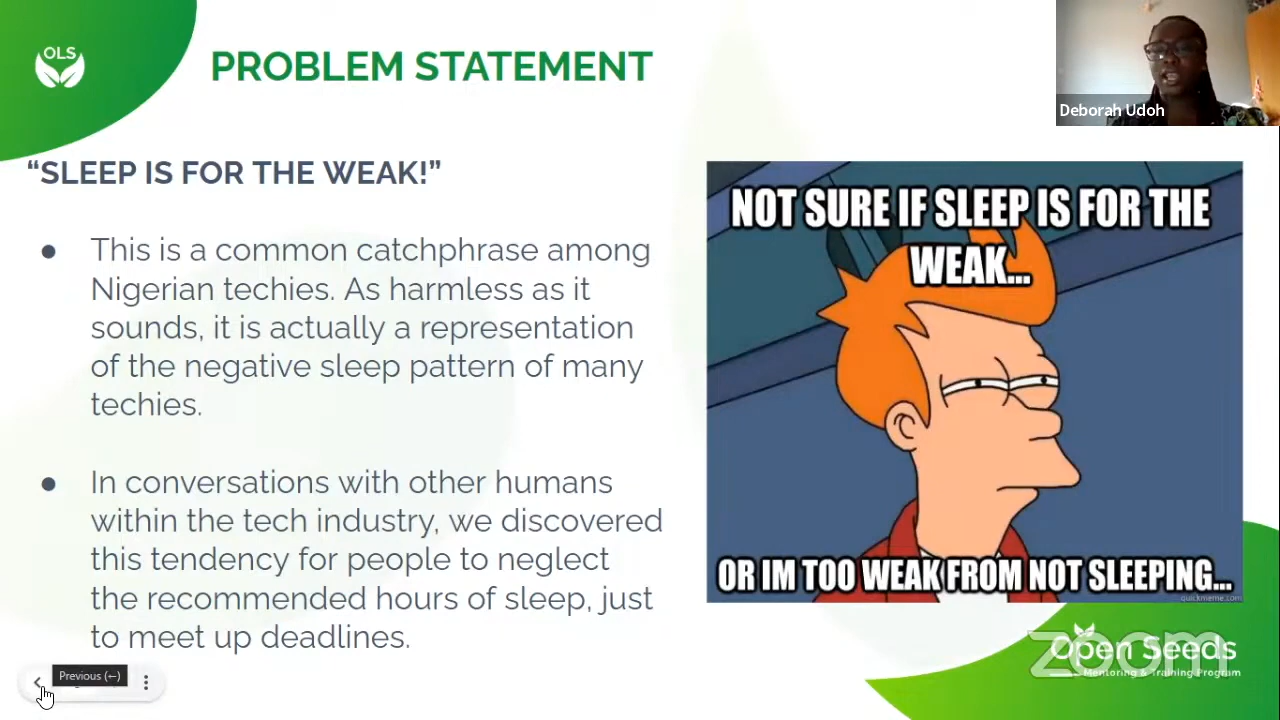 OLS
PROBLEM STATEMENT
Deborah Udoh
“SLEEP IS FOR THE WEAK!”
● This is a common catchphrase among
Nigerian techies. As harmless as it
sounds, it is actually a representation
of the negative sleep pattern of many
techies.
● In conversations with other humans
within the tech industry, we discovered
this tendency for people to neglect
the recommended hours of sleep, just
to meet up deadlines.
NOT SURE IF SLEEP IS FOR THE
WEAK...
OR IM TOO WEAK FROM NOT SLEEPING...
quickmeme.com
Open Seeds
Mentoring & Training Program
zoom
Previous (←)